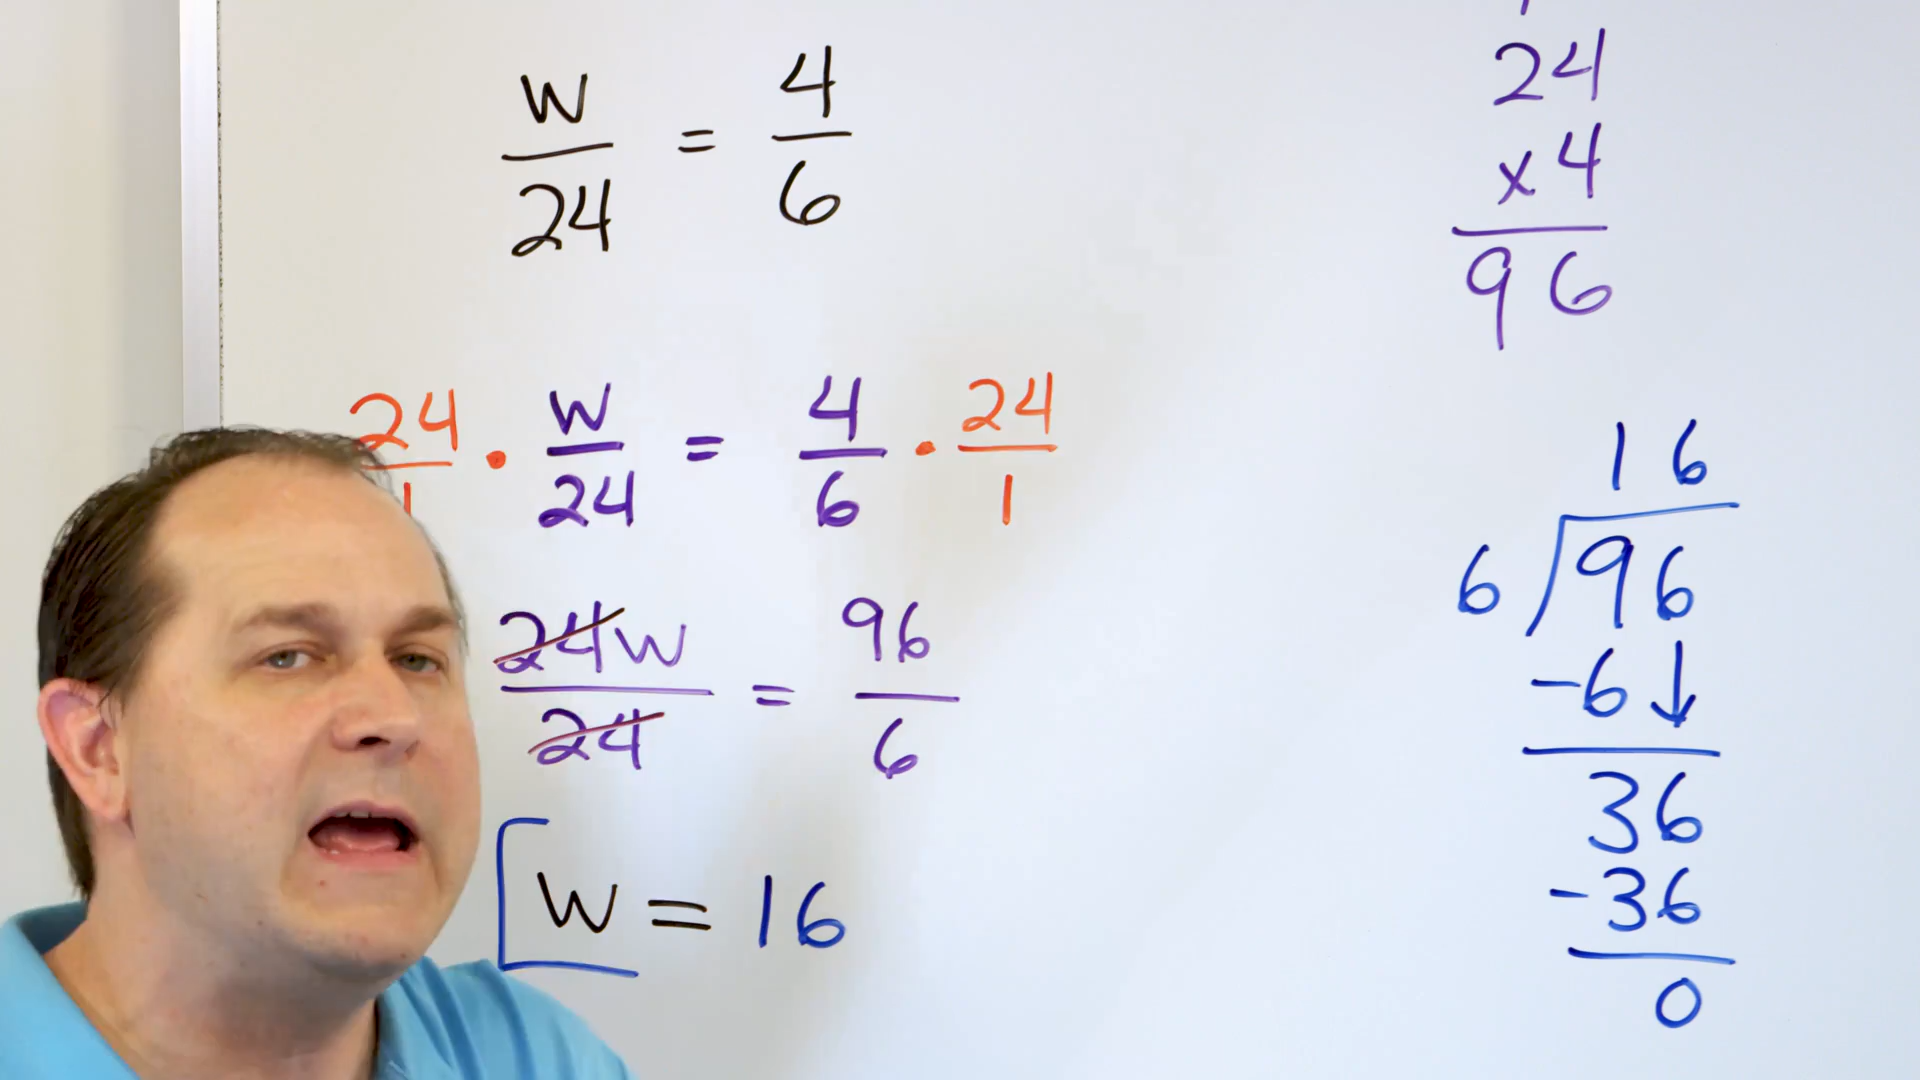 w/24 = 4/6
24/1 · w/24 = 4/6 · 24/1
24w/24 = 96/6
w = 16
24
x 4
96
16
6 96
-6 ↓
36
-36
0